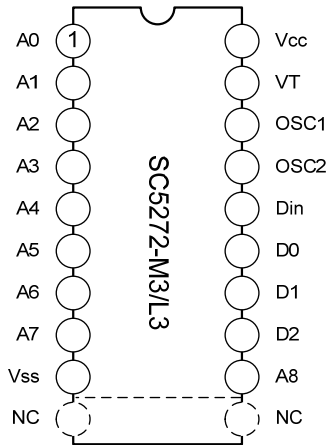 A0 1 Vcc
A1 VT
A2 OSC1
A3 OSC2
A4 Din
A5 D0
A6 D1
A7 D2
Vss A8
NC NC
SC5272-M3/L3